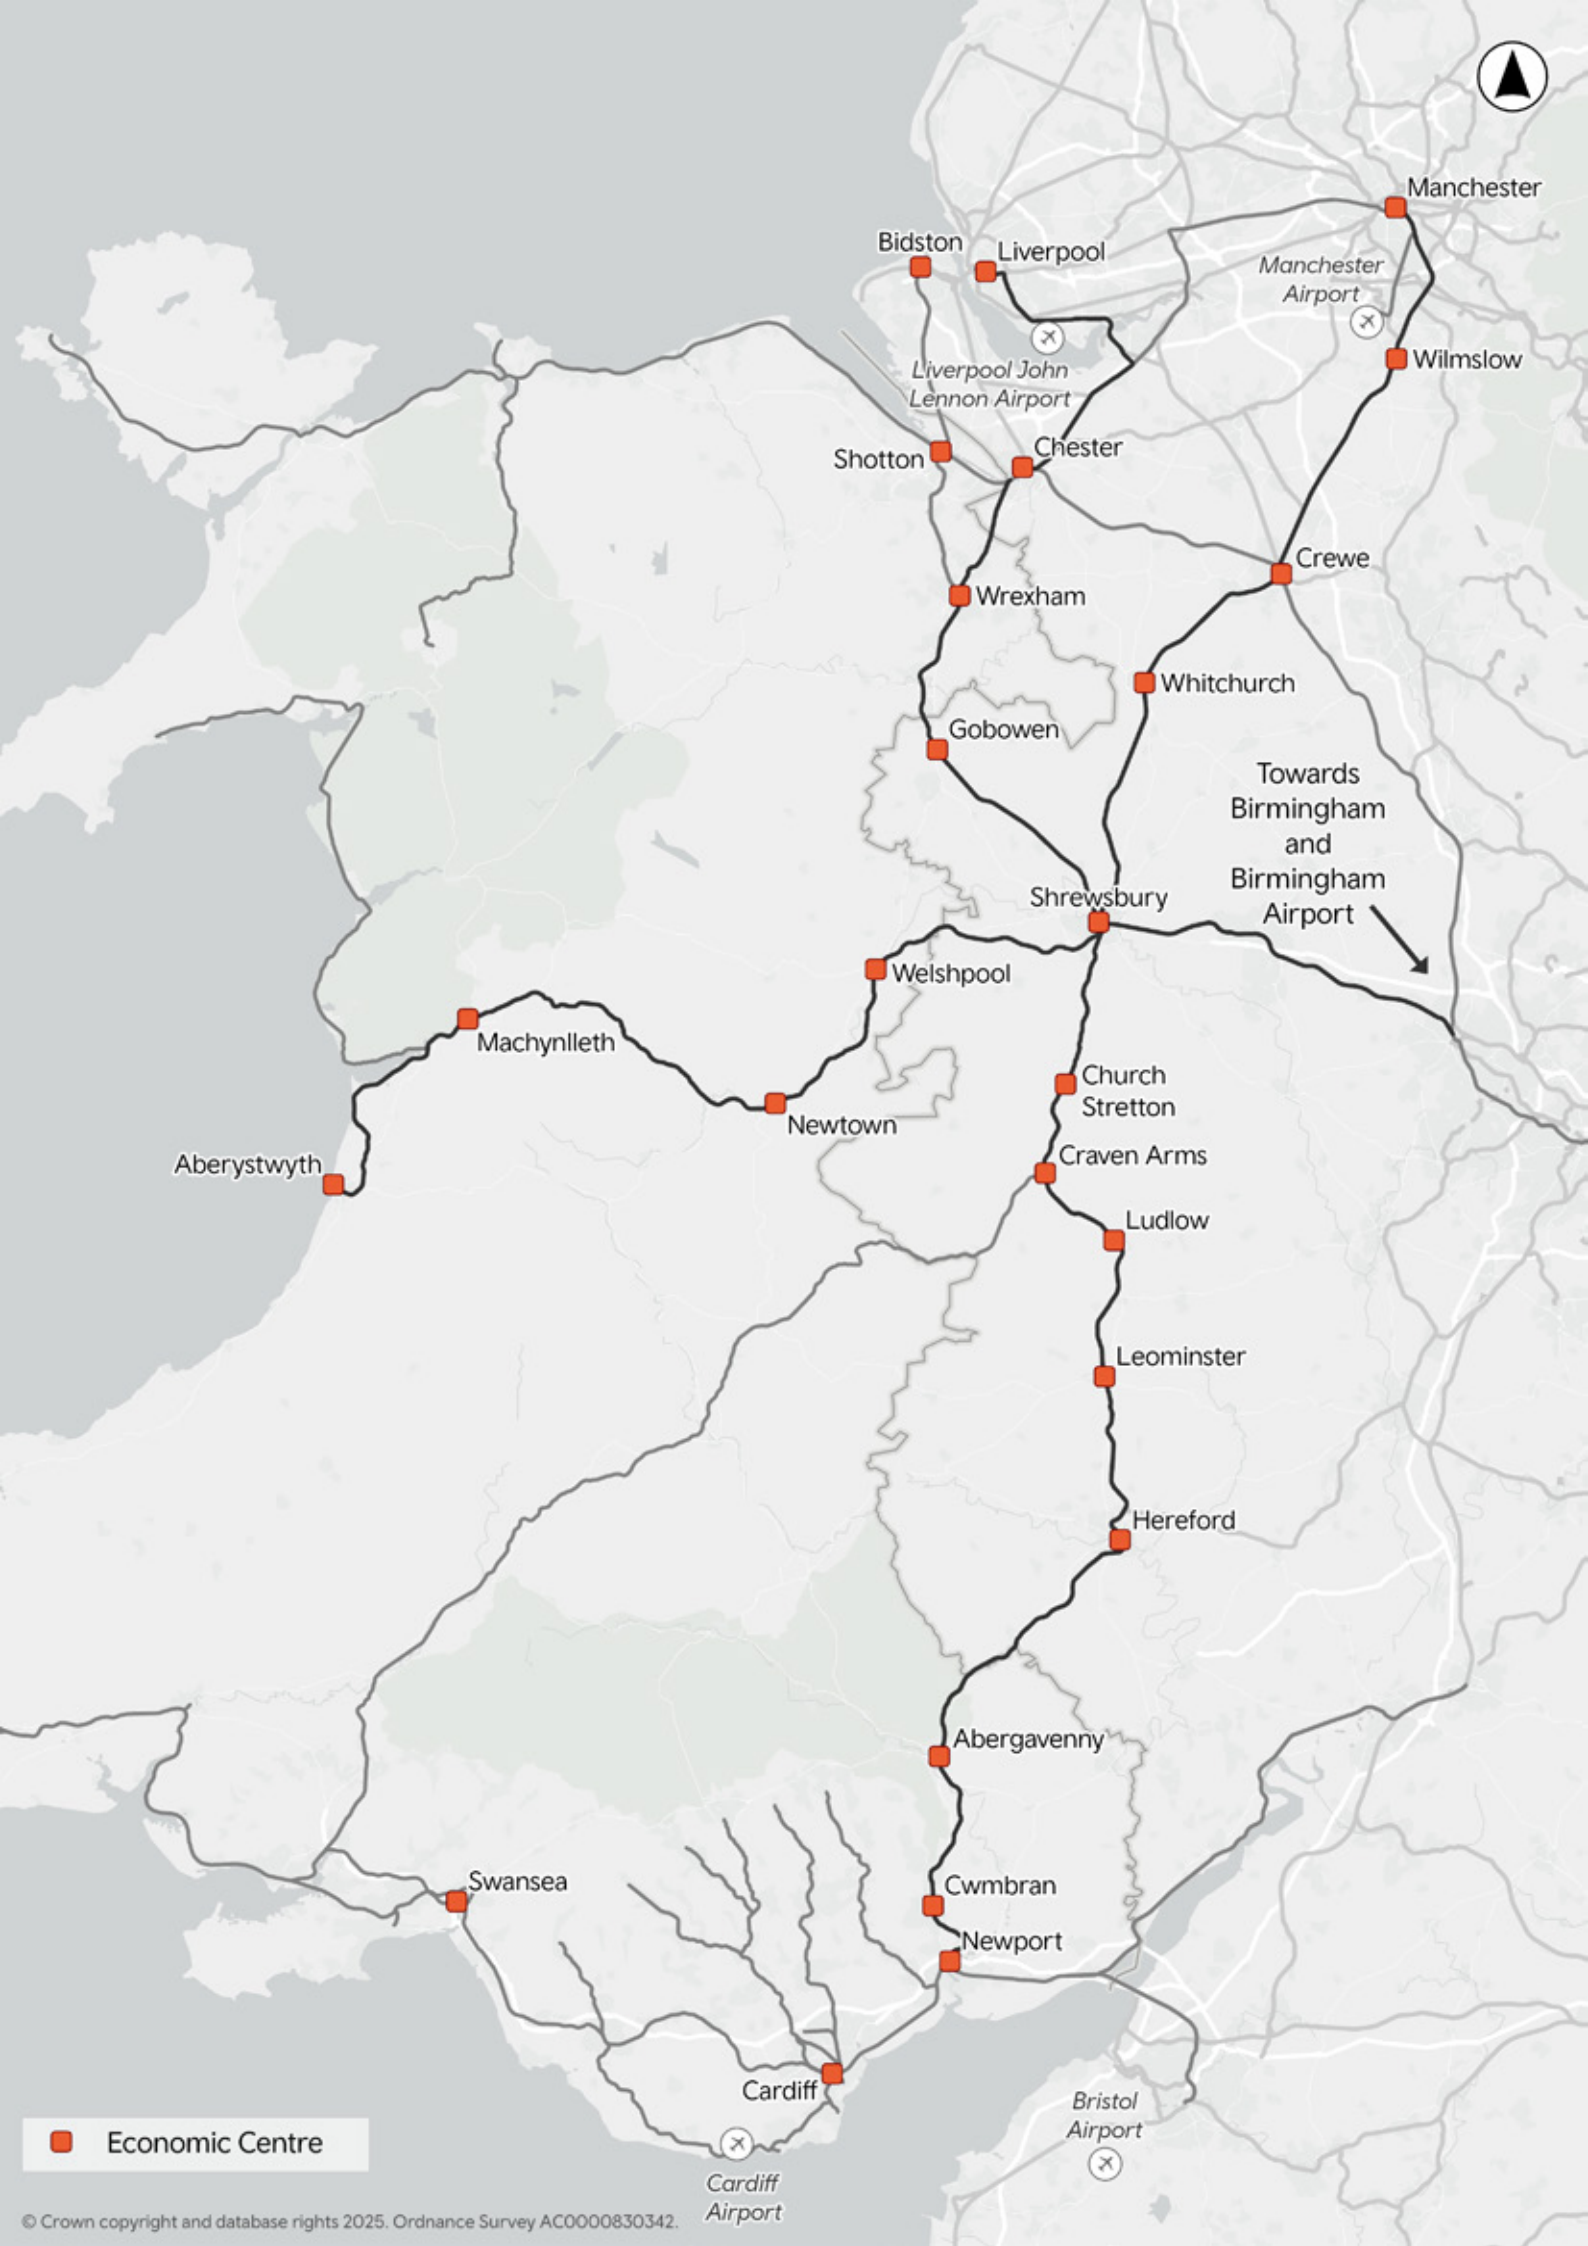 Manchester
Bidston
Liverpool
Manchester
Airport
Liverpool John
Lennon Airport
Wilmslow
Shotton
Chester
Crewe
Wrexham
Whitchurch
Gobowen
Towards
Birmingham
and
Birmingham
Airport
Shrewsbury
Welshpool
Machynlleth
Newtown
Church
Stretton
Aberystwyth
Craven Arms
Ludlow
Leominster
Hereford
Abergavenny
Swansea
Cwmbran
Newport
Cardiff
Bristol
Airport
Economic Centre
Cardiff
Airport
© Crown copyright and database rights 2025. Ordnance Survey AC0000830342.